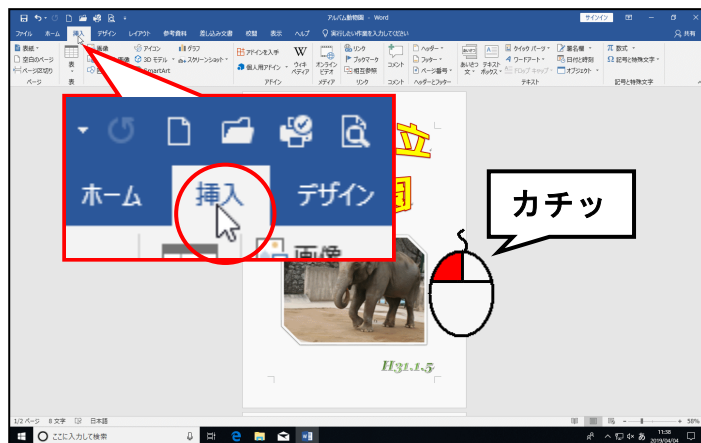 アルバム動物園 - Word
サインイン
ファイル ホーム 挿入 デザイン レイアウト 参考資料 差し込み文書 校閲 表示 ヘルプ 実行したい作業を入力してください 共有
表紙
空白のページ
ページ区切り
ページ
表
表
画像
アイコン
3D モデル
SmartArt
グラフ
スクリーンショット
アドインを入手
個人用アドイン
アドイン
ウィキペディア
オンライン ビデオ
メディア
リンク
ブックマーク
相互参照
リンク
コメント
コメント
ヘッダー
フッター
ページ番号
ヘッダーとフッター
あいさつ文
テキスト ボックス
クイック パーツ
ワードアート
ドロップ キャップ
署名欄
日付と時刻
オブジェクト
テキスト
数式
記号と特殊文字
記号と特殊文字
ホーム 挿入 デザイン
画像
立
園
カチッ
H31.1.5
1/2 ページ 8 文字 日本語
50%
ここに入力して検索
あ
11:58
2019/04/04